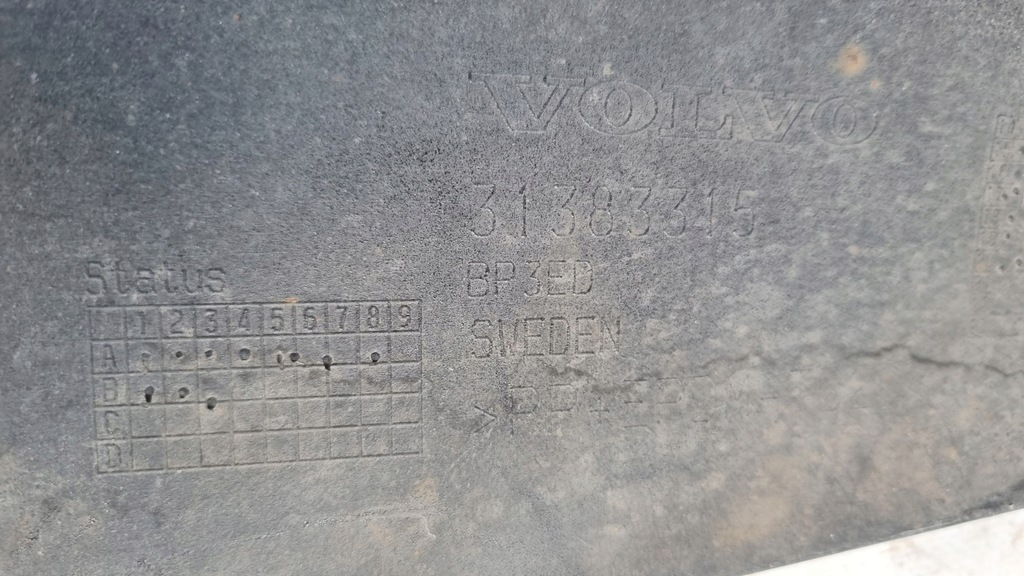 VOLVO
31383315
Status
BP3ED
1 2 3 4 5 6 7 8 9
A
SWEDEN
B
C
D